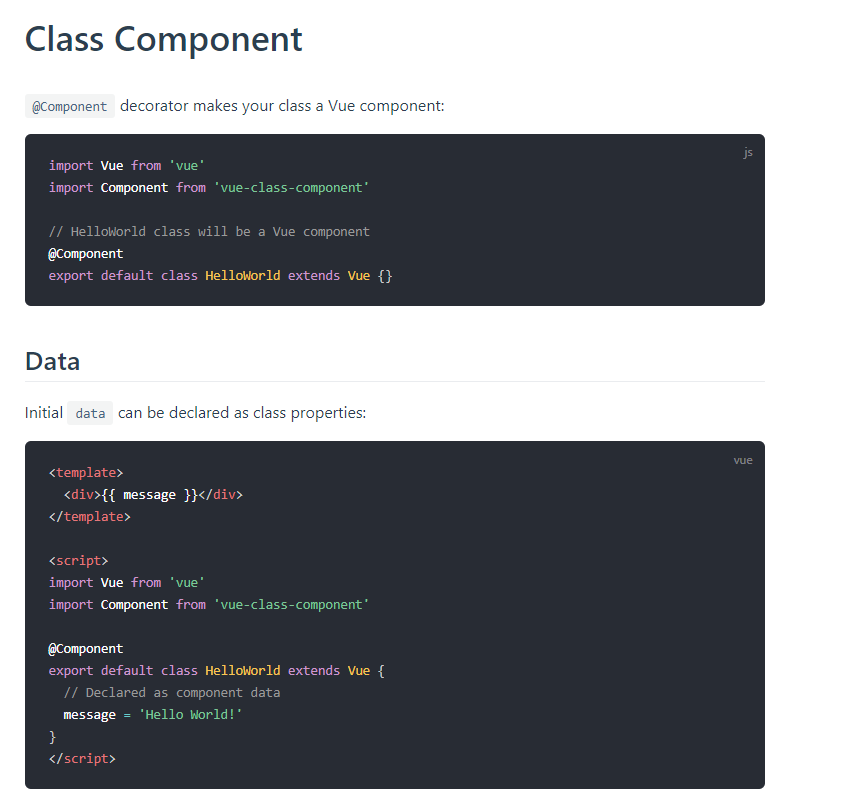 Class Component
@Component decorator makes your class a Vue component:
js
import Vue from 'vue'
import Component from 'vue-class-component'
// HelloWorld class will be a Vue component
@Component
export default class HelloWorld extends Vue {}
Data
Initial data can be declared as class properties:
vue
<template>
  <div>{{ message }}</div>
</template>
<script>
import Vue from 'vue'
import Component from 'vue-class-component'
@Component
export default class HelloWorld extends Vue {
  // Declared as component data
  message = 'Hello World!'
}
</script>